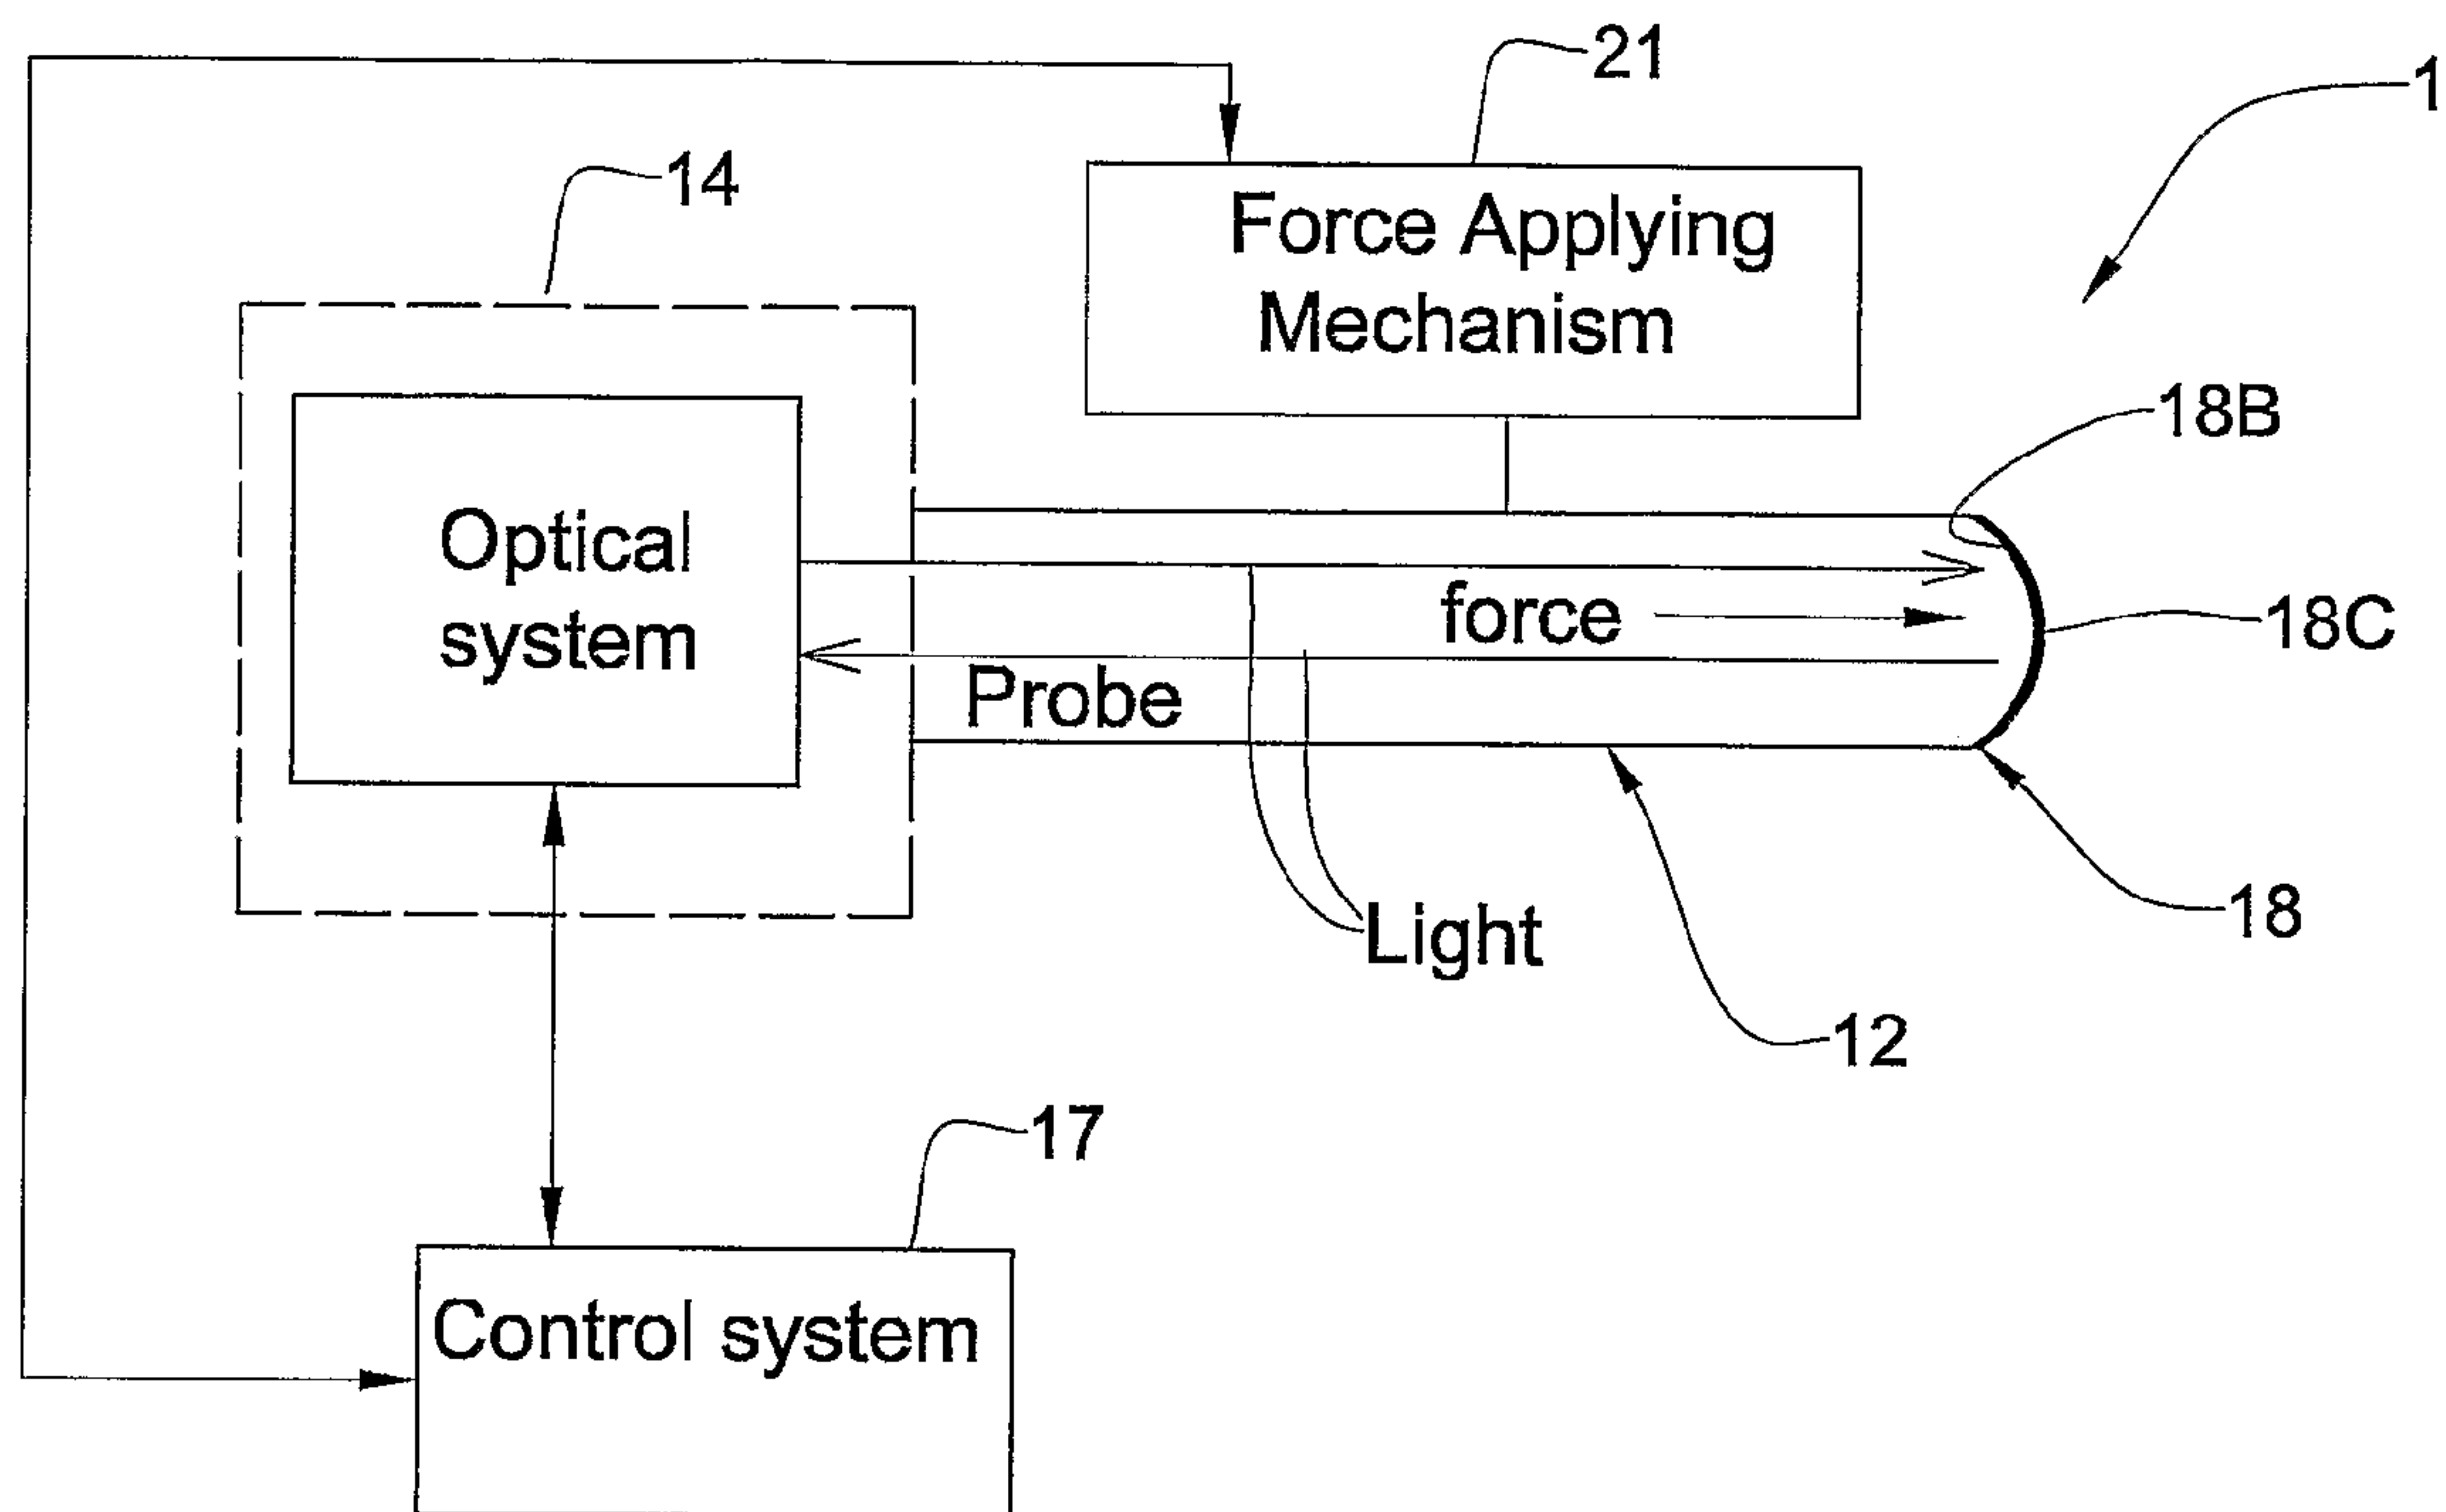 21
1
14
Force Applying
Mechanism
18B
Optical
system
force
18C
Probe
18
Light
12
17
Control system